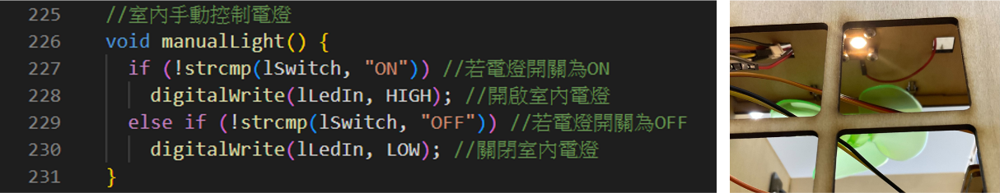 225 //室內手動控制電燈
226 void manualLight() {
227 if (!strcmp(lSwitch, "ON")) //若電燈開關為ON
228 digitalWrite(lLedIn, HIGH); //開啟室內電燈
229 else if (!strcmp(lSwitch, "OFF")) //若電燈開關為OFF
230 digitalWrite(lLedIn, LOW); //關閉室內電燈
231 }